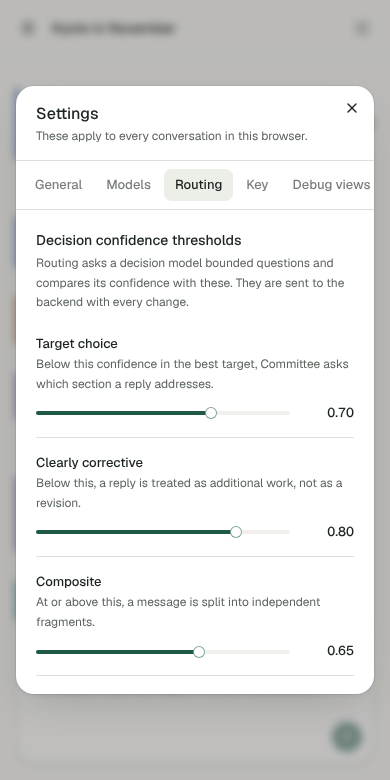 Kyoto in November
Settings
These apply to every conversation in this browser.
General Models Routing Key Debug views
Decision confidence thresholds
Routing asks a decision model bounded questions and
compares its confidence with these. They are sent to the
backend with every change.
Target choice
Below this confidence in the best target, Committee asks
which section a reply addresses.
0.70
Clearly corrective
Below this, a reply is treated as additional work, not as a
revision.
0.80
Composite
At or above this, a message is split into independent
fragments.
0.65